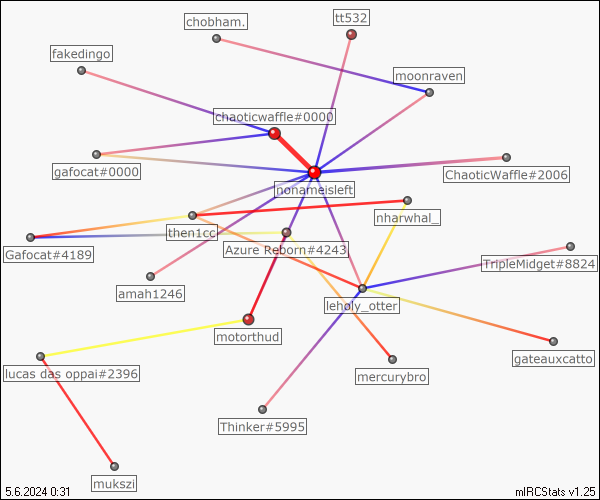 chobham.
tt532
fakedingo
moonraven
chaoticwaffle#0000
gafocat#0000
ChaoticWaffle#2006
nonameisleft
nharwhal_
then1cc
Gafocat#4189
Azure Reborn#4243
TripleMidget#8824
amah1246
leholy_otter
motorthud
gateauxcatto
lucas das oppai#2396
mercurybro
Thinker#5995
mukszi
5.6.2024 0:31
mIRCStats v1.25